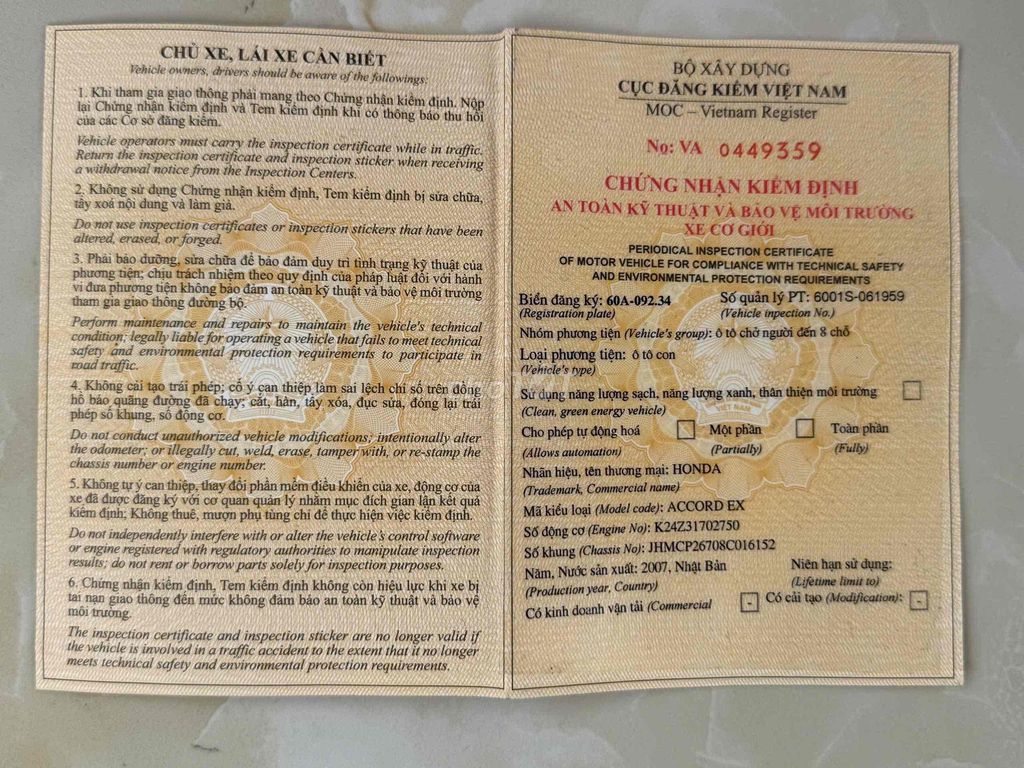 CHỦ XE, LÁI XE CẦN BIẾT
Vehicle owners, drivers should be aware of the followings:
1. Khi tham gia giao thông phải mang theo Chứng nhận kiểm định. Nộp
lại Chứng nhận kiểm định và Tem kiểm định khi có thông báo thu hồi
của các Cơ sở đăng kiểm.
Vehicle operators must carry the inspection certificate while in traffic.
Return the inspection certificate and inspection sticker when receiving
a withdrawal notice from the Inspection Centers.
2. Không sử dụng Chứng nhận kiểm định, Tem kiểm định bị sửa chữa,
tẩy xoá nội dung và làm giả.
Do not use inspection certificates or inspection stickers that have been
altered, erased, or forged.
3. Phải bảo dưỡng, sửa chữa để bảo đảm duy trì tình trạng kỹ thuật của
phương tiện; chịu trách nhiệm theo quy định của pháp luật đối với hành
vi đưa phương tiện không bảo đảm an toàn kỹ thuật và bảo vệ môi trường
tham gia giao thông đường bộ.
Perform maintenance and repairs to maintain the vehicle's technical
condition; legally liable for operating a vehicle that fails to meet technical
safety and environmental protection requirements to participate in
road traffic.
4. Không cải tạo trái phép; cố ý can thiệp làm sai lệch chỉ số trên đồng
hồ báo quãng đường đã chạy; cắt, hàn, tẩy xóa, đục sửa, đóng lại trái
phép số khung, số động cơ.
Do not conduct unauthorized vehicle modifications; intentionally alter
the odometer; or illegally cut, weld, erase, tamper with, or re-stamp the
chassis number or engine number.
5. Không tự ý can thiệp, thay đổi phần mềm điều khiển của xe, động cơ của
xe đã được đăng ký với cơ quan quản lý nhằm mục đích gian lận kết quả
kiểm định; Không thuê, mượn phụ tùng chỉ để thực hiện việc kiểm định.
Do not independently interfere with or alter the vehicle's control software
or engine registered with regulatory authorities to manipulate inspection
results; do not rent or borrow parts solely for inspection purposes.
6. Chứng nhận kiểm định, Tem kiểm định không còn hiệu lực khi xe bị
tai nạn giao thông đến mức không đảm bảo an toàn kỹ thuật và bảo vệ
môi trường.
The inspection certificate and inspection sticker are no longer valid if
the vehicle is involved in a traffic accident to the extent that it no longer
meets technical safety and environmental protection requirements.
BỘ XÂY DỰNG
CỤC ĐĂNG KIỂM VIỆT NAM
MOC – Vietnam Register
No: VA 0449359
CHỨNG NHẬN KIỂM ĐỊNH
AN TOÀN KỸ THUẬT VÀ BẢO VỆ MÔI TRƯỜNG
XE CƠ GIỚI
PERIODICAL INSPECTION CERTIFICATE
OF MOTOR VEHICLE FOR COMPLIANCE WITH TECHNICAL SAFETY
AND ENVIRONMENTAL PROTECTION REQUIREMENTS
Biển đăng ký: 60A-092.34 Số quản lý PT: 6001S-061959
(Registration plate) (Vehicle inpection No.)
Nhóm phương tiện (Vehicle's group): ô tô chở người đến 8 chỗ
Loại phương tiện: ô tô con
(Vehicle's type)
Sử dụng năng lượng sạch, năng lượng xanh, thân thiện môi trường
(Clean, green energy vehicle)
Cho phép tự động hoá Một phần Toàn phần
(Allows automation) (Partially) (Fully)
Nhãn hiệu, tên thương mại: HONDA
(Trademark, Commercial name)
Mã kiểu loại (Model code): ACCORD EX
Số động cơ (Engine No): K24Z31702750
Số khung (Chassis No): JHMCP26708C016152
Năm, Nước sản xuất: 2007, Nhật Bản Niên hạn sử dụng:
(Production year, Country) (Lifetime limit to)
Có kinh doanh vận tải (Commercial - Có cải tạo (Modification): -
VIỆT NAM